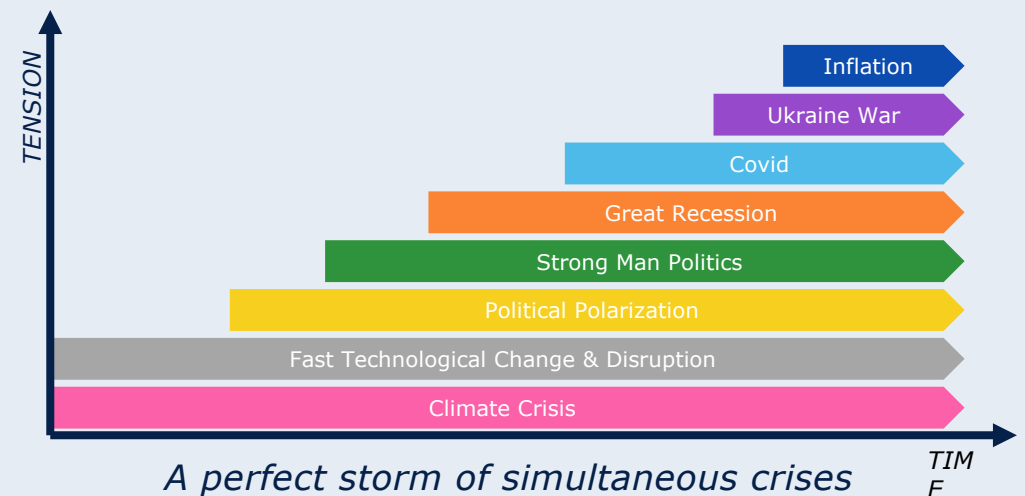 TENSION
Inflation
Ukraine War
Covid
Great Recession
Strong Man Politics
Political Polarization
Fast Technological Change & Disruption
Climate Crisis
A perfect storm of simultaneous crises
TIM
E